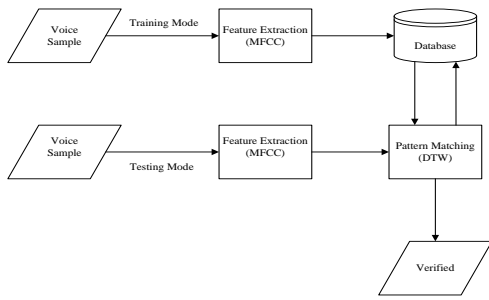 Voice
Sample
Training Mode
Feature Extraction
(MFCC)
Database
Voice
Sample
Testing Mode
Feature Extraction
(MFCC)
Pattern Matching
(DTW)
Verified